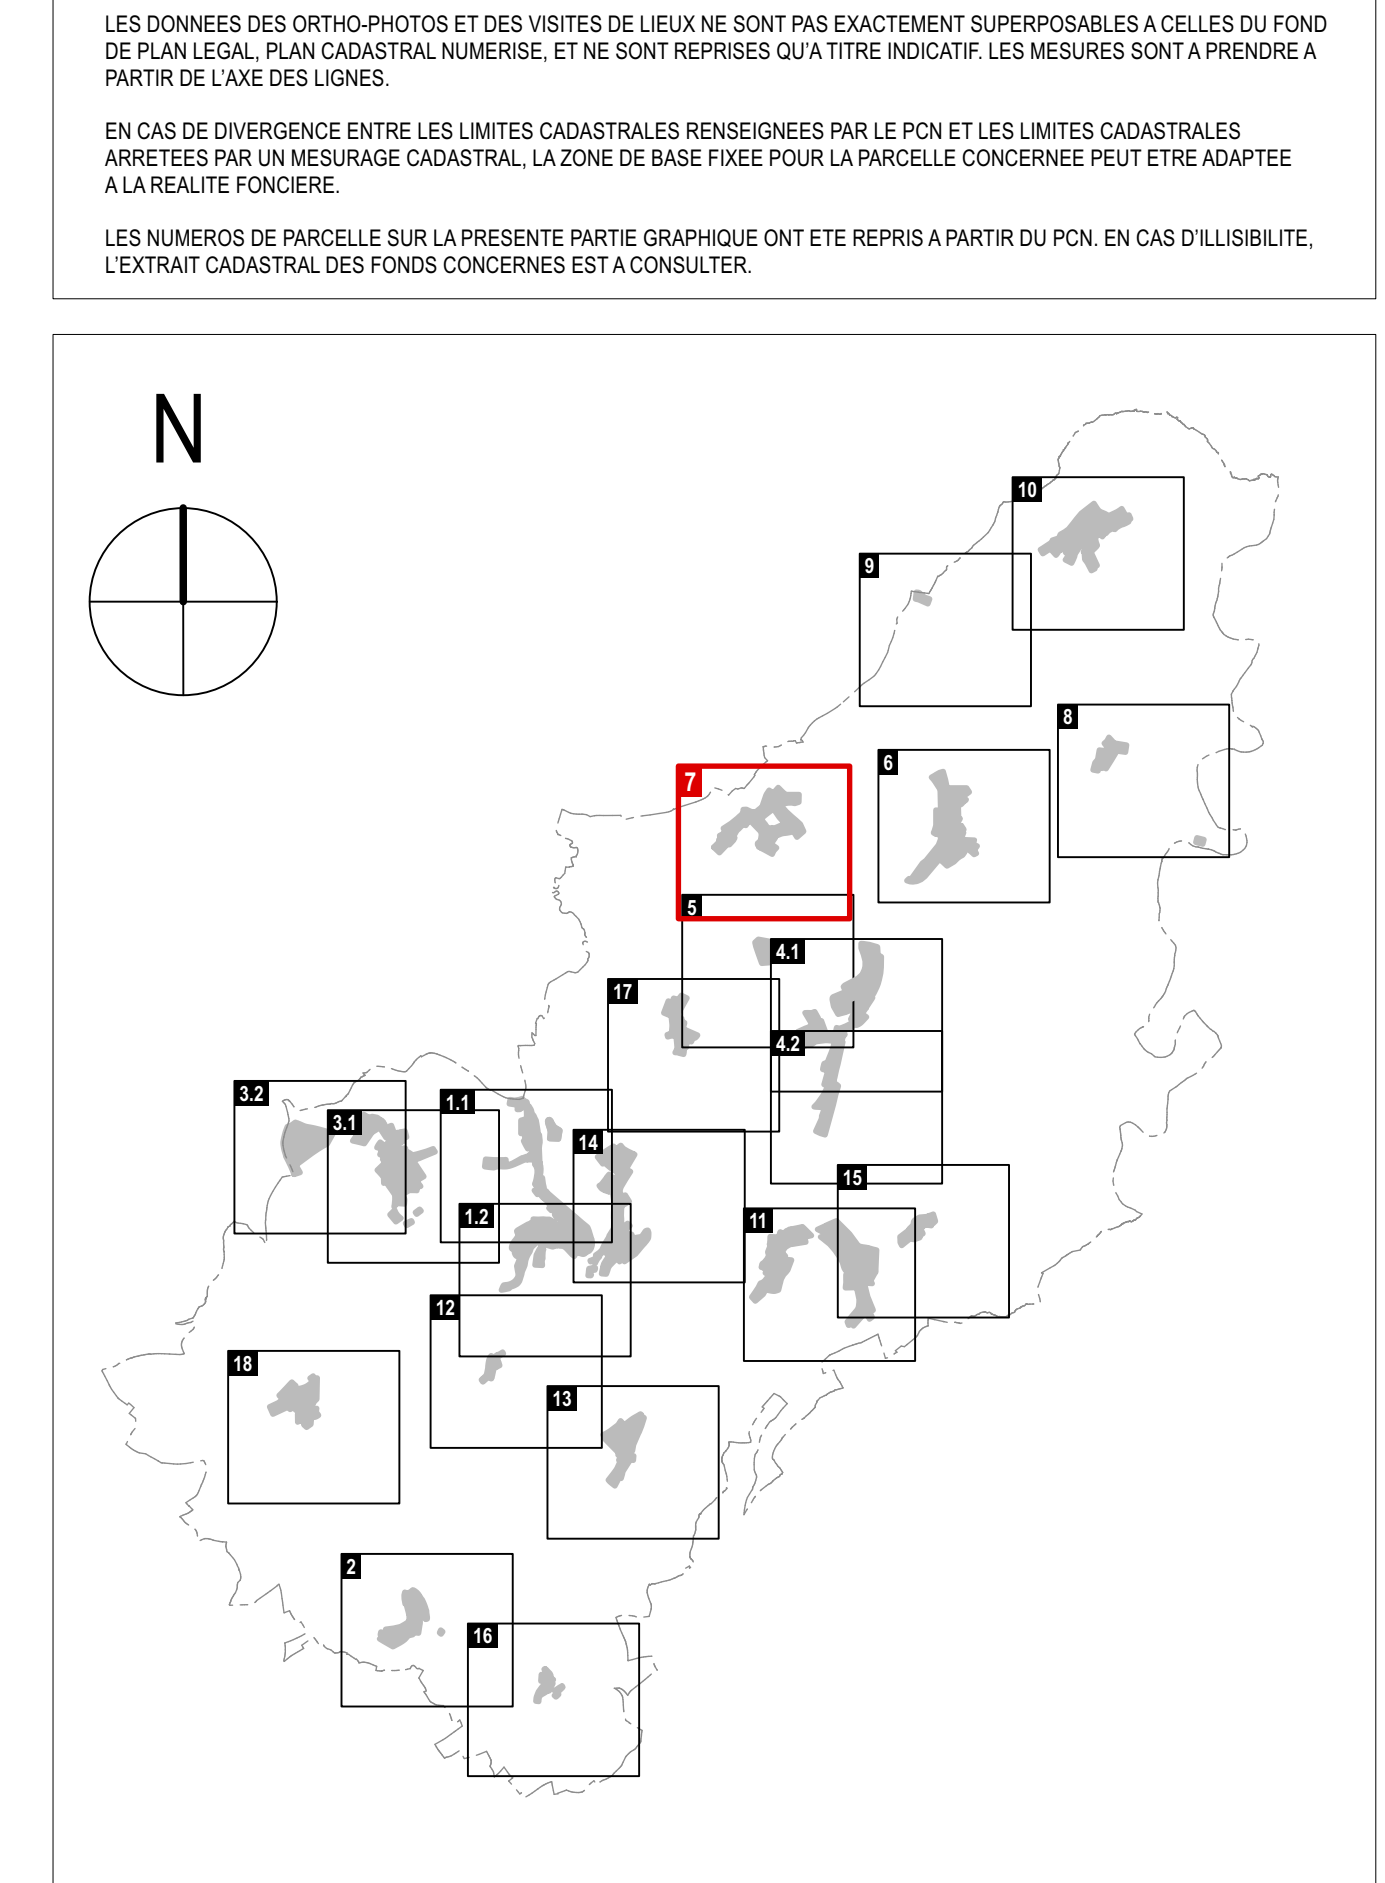 LES DONNEES DES ORTHO-PHOTOS ET DES VISITES DE LIEUX NE SONT PAS EXACTEMENT SUPERPOSABLES A CELLES DU FOND
DE PLAN LEGAL, PLAN CADASTRAL NUMERISE, ET NE SONT REPRISES QU'A TITRE INDICATIF. LES MESURES SONT A PRENDRE A
PARTIR DE L'AXE DES LIGNES.
EN CAS DE DIVERGENCE ENTRE LES LIMITES CADASTRALES RENSEIGNEES PAR LE PCN ET LES LIMITES CADASTRALES
ARRETEES PAR UN MESURAGE CADASTRAL, LA ZONE DE BASE FIXEE POUR LA PARCELLE CONCERNEE PEUT ETRE ADAPTEE
A LA REALITE FONCIERE.
LES NUMEROS DE PARCELLE SUR LA PRESENTE PARTIE GRAPHIQUE ONT ETE REPRIS A PARTIR DU PCN. EN CAS D'ILLISIBILITE,
L'EXTRAIT CADASTRAL DES FONDS CONCERNES EST A CONSULTER.
N
10
9
8
6
7
5
4.1
17
4.2
3.2
1.1
3.1
14
15
1.2
11
12
18
13
2
16